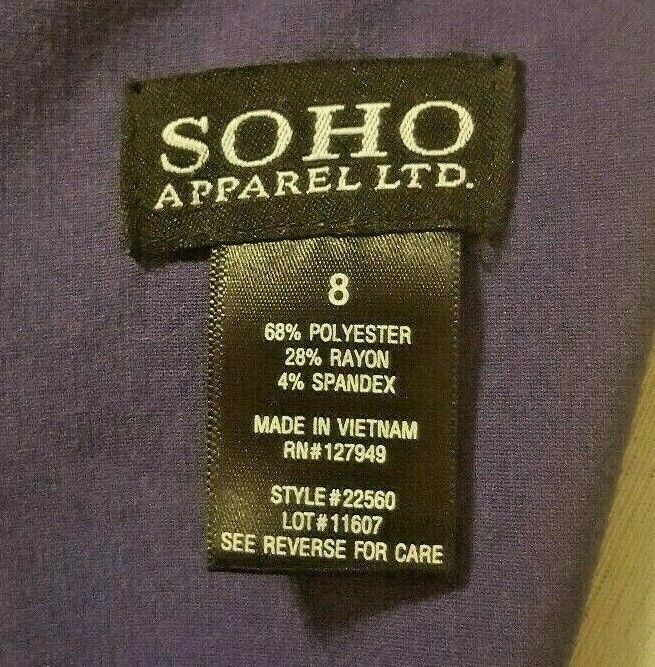 SOHO
APPAREL LTD.
8
68% POLYESTER
28% RAYON
4% SPANDEX
MADE IN VIETNAM
RN#127949
STYLE#22560
LOT#11607
SEE REVERSE FOR CARE